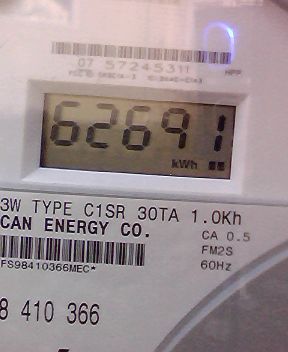 07 57245311
62691
kWh
3W TYPE C1SR 30TA 1.0Kh
CAN ENERGY CO.
CA 0.5
FM2S
60Hz
FS98410366MEC*
8 410 366